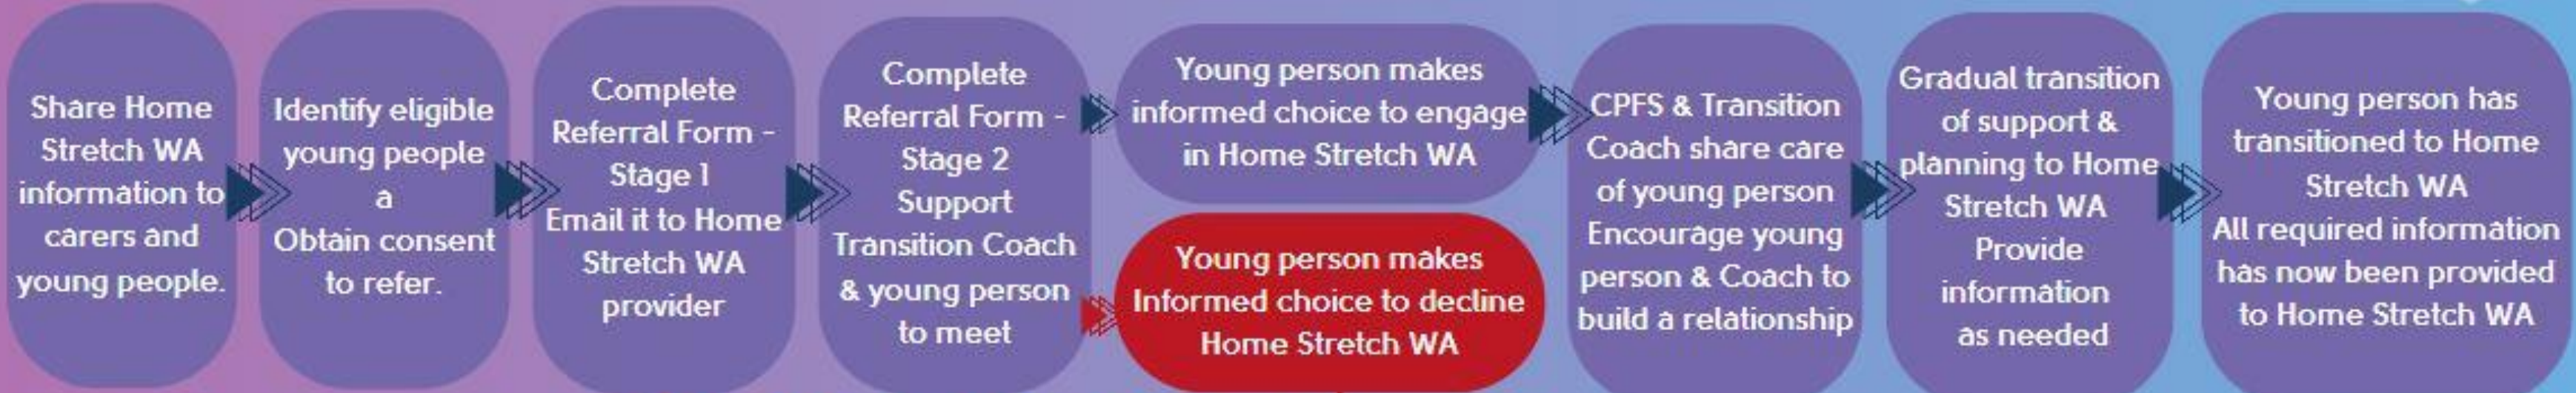 Share Home
Stretch WA
information to
carers and
young people.
Identify eligible
young people
a
Obtain consent
to refer.
Complete
Referral Form -
Stage 1
Email it to Home
Stretch WA
provider
Complete
Referral Form -
Stage 2
Support
Transition Coach
& young person
to meet
Young person makes
informed choice to engage
in Home Stretch WA
Young person makes
Informed choice to decline
Home Stretch WA
CPFS & Transition
Coach share care
of young person
Encourage young
person & Coach to
build a relationship
Gradual transition
of support &
planning to Home
Stretch WA
Provide
information
as needed
Young person has
transitioned to Home
Stretch WA
All required information
has now been provided
to Home Stretch WA